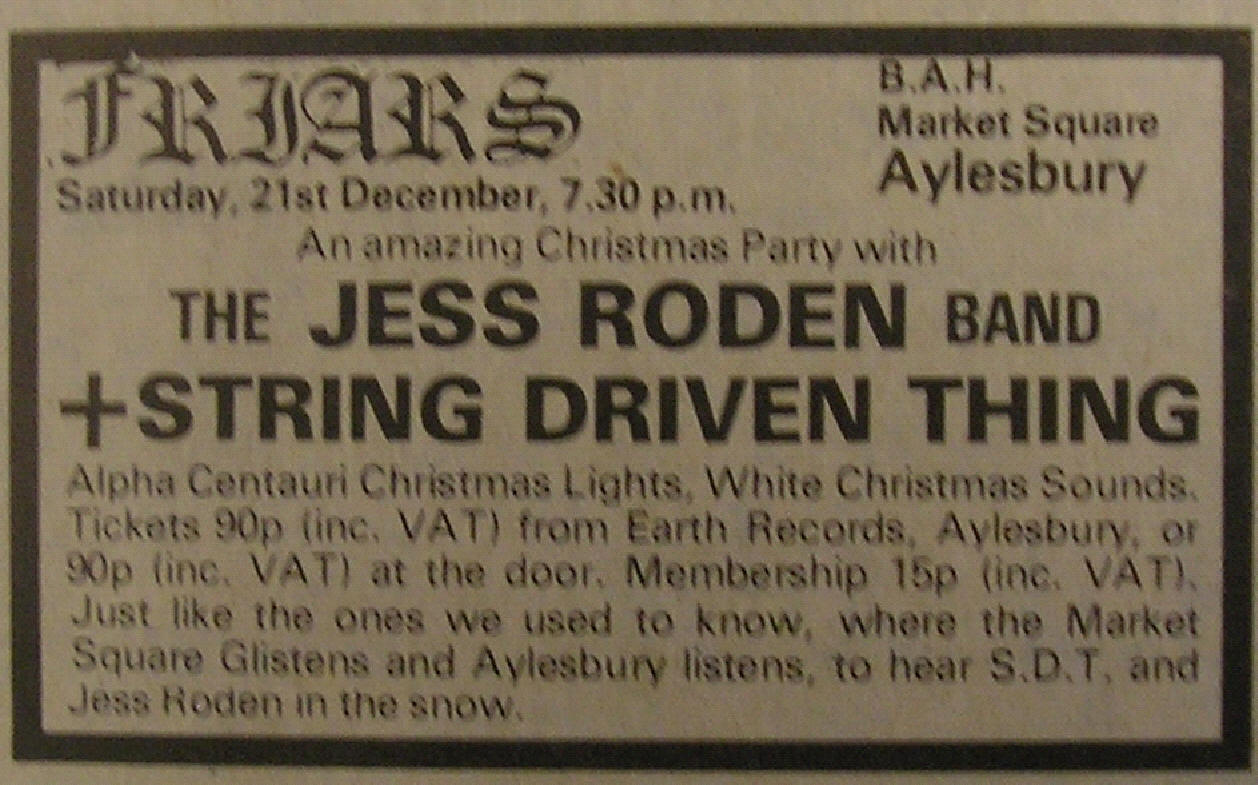 FRIARS
B.A.H.
Market Square
Aylesbury
Saturday, 21st December, 7.30 p.m.
An amazing Christmas Party with
THE JESS RODEN BAND
+STRING DRIVEN THING
Alpha Centauri Christmas Lights, White Christmas Sounds.
Tickets 90p (inc. VAT) from Earth Records, Aylesbury, or
90p (inc. VAT) at the door. Membership 15p (inc. VAT).
Just like the ones we used to know, where the Market
Square Glistens and Aylesbury listens, to hear S.D.T. and
Jess Roden in the snow.